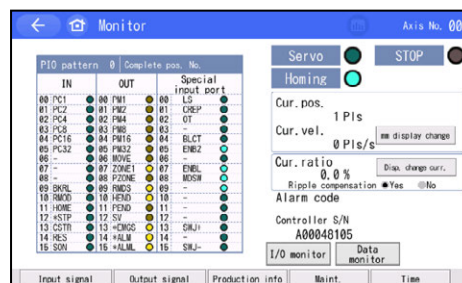 Monitor
Axis No. 00
PIO pattern 0 Complete pos. No.
IN OUT Special input port
00 PC1 00 PM1 00 LS
01 PC2 01 PM2 01 CREP
02 PC4 02 PM4 02 OT
03 PC8 03 PM8 03 -
04 PC16 04 PM16 04 BLCT
05 PC32 05 PM32 05 ENB2
06 - 06 MOVE 06 -
07 - 07 ZONE1 07 ENBL
08 - 08 PZONE 08 MDSW
09 BKRL 09 RMDS 09 -
10 RMOD 10 HEND 10 -
11 HOME 11 PEND 11 -
12 *STP 12 SV 12 -
13 CSTR 13 *EMGS 13 SWJ+
14 RES 14 *ALM 14 -
15 SON 15 *ALML 15 SWJ-
Servo STOP
Homing
Cur. pos.
1 Pls
Cur. vel.
0 Pls/s mm display change
Cur. ratio
0.0 % Disp. change curr.
Ripple compensation Yes No
Alarm code
Controller S/N
A00048105
I/O monitor Data monitor
Input signal Output signal Production info Maint. Time